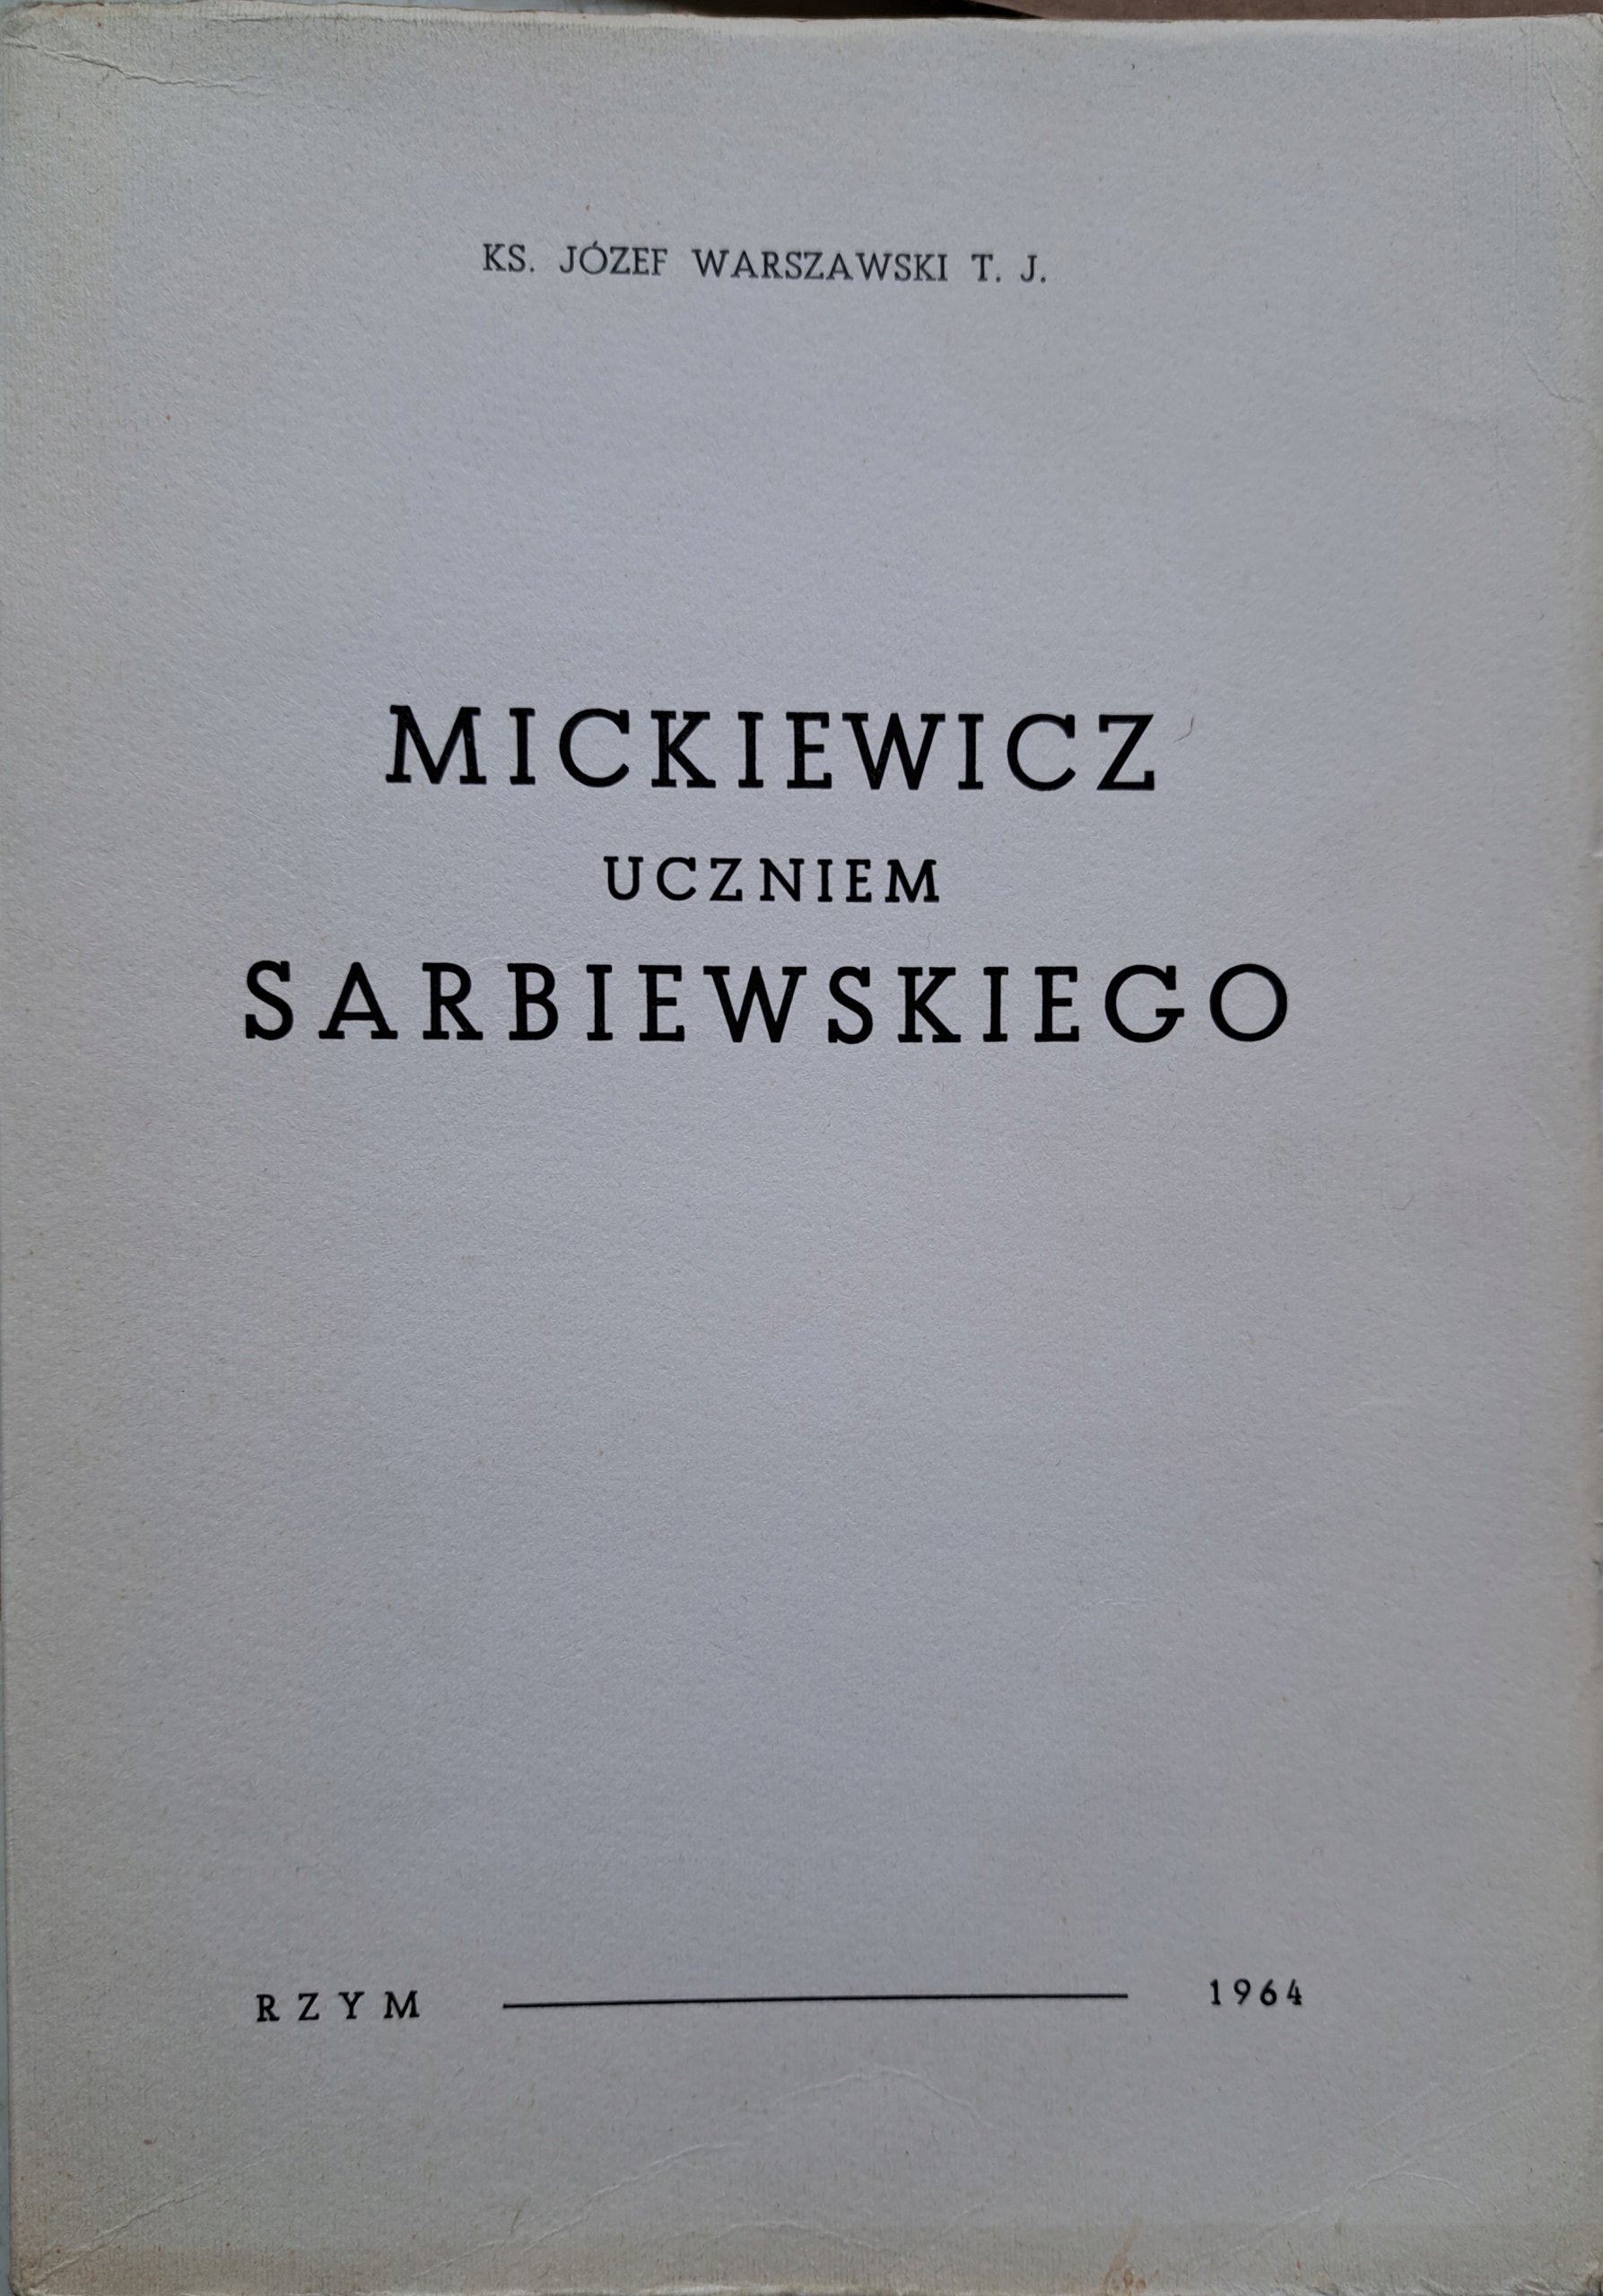 KS. JÓZEF WARSZAWSKI T. J.
MICKIEWICZ
UCZNIEM
SARBIEWSKIEGO
RZYM 1964